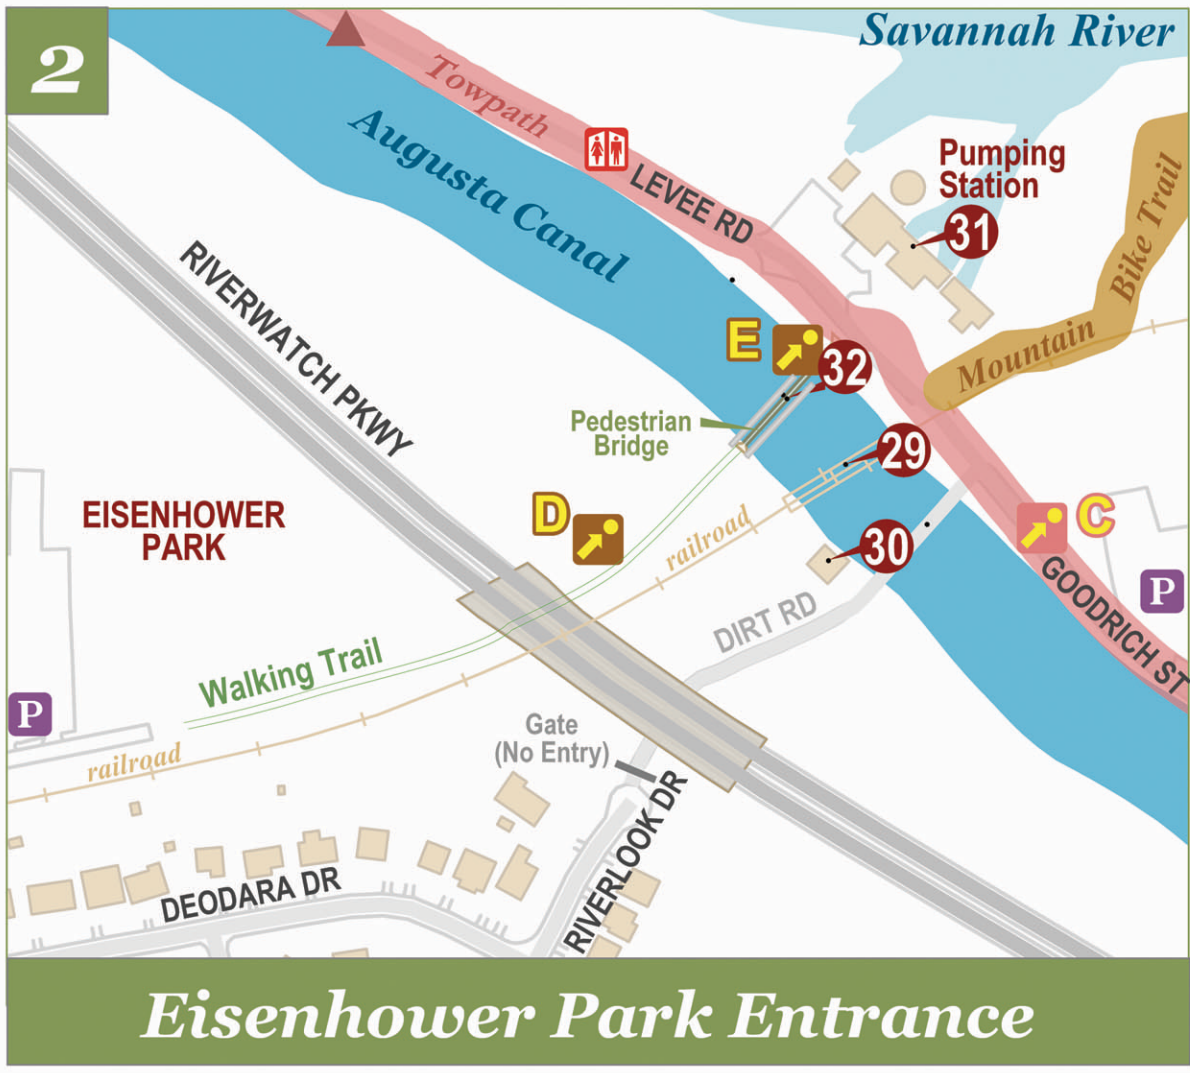 2
Savannah River
Towpath
Augusta Canal
LEVEE RD
Pumping
Station
31
Bike Trail
Mountain
RIVERWATCH PKWY
E
32
Pedestrian
Bridge
29
EISENHOWER
PARK
D
railroad
30
C
P
GOODRICH ST
DIRT RD
Walking Trail
P
railroad
Gate
(No Entry)
RIVERLOOK DR
DEODARA DR
Eisenhower Park Entrance